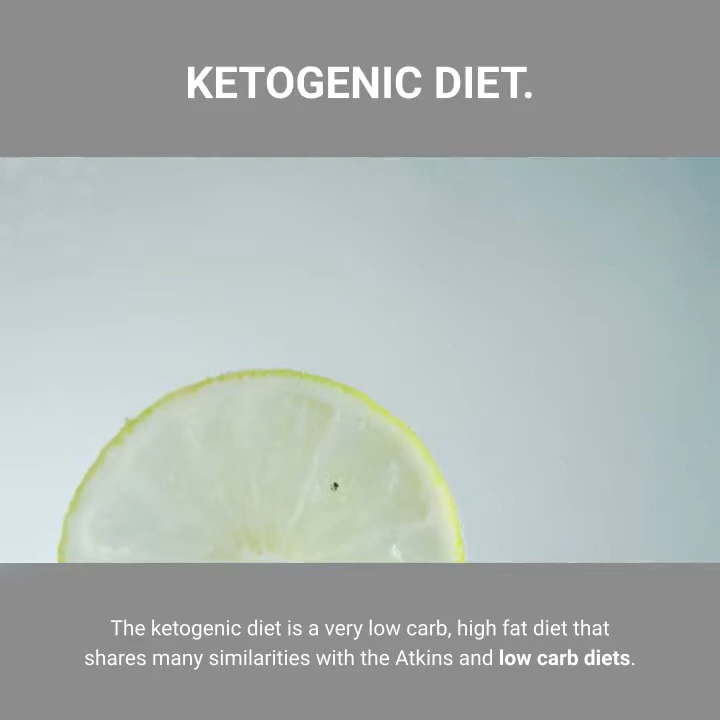 KETOGENIC DIET.
The ketogenic diet is a very low carb, high fat diet that
shares many similarities with the Atkins and low carb diets.